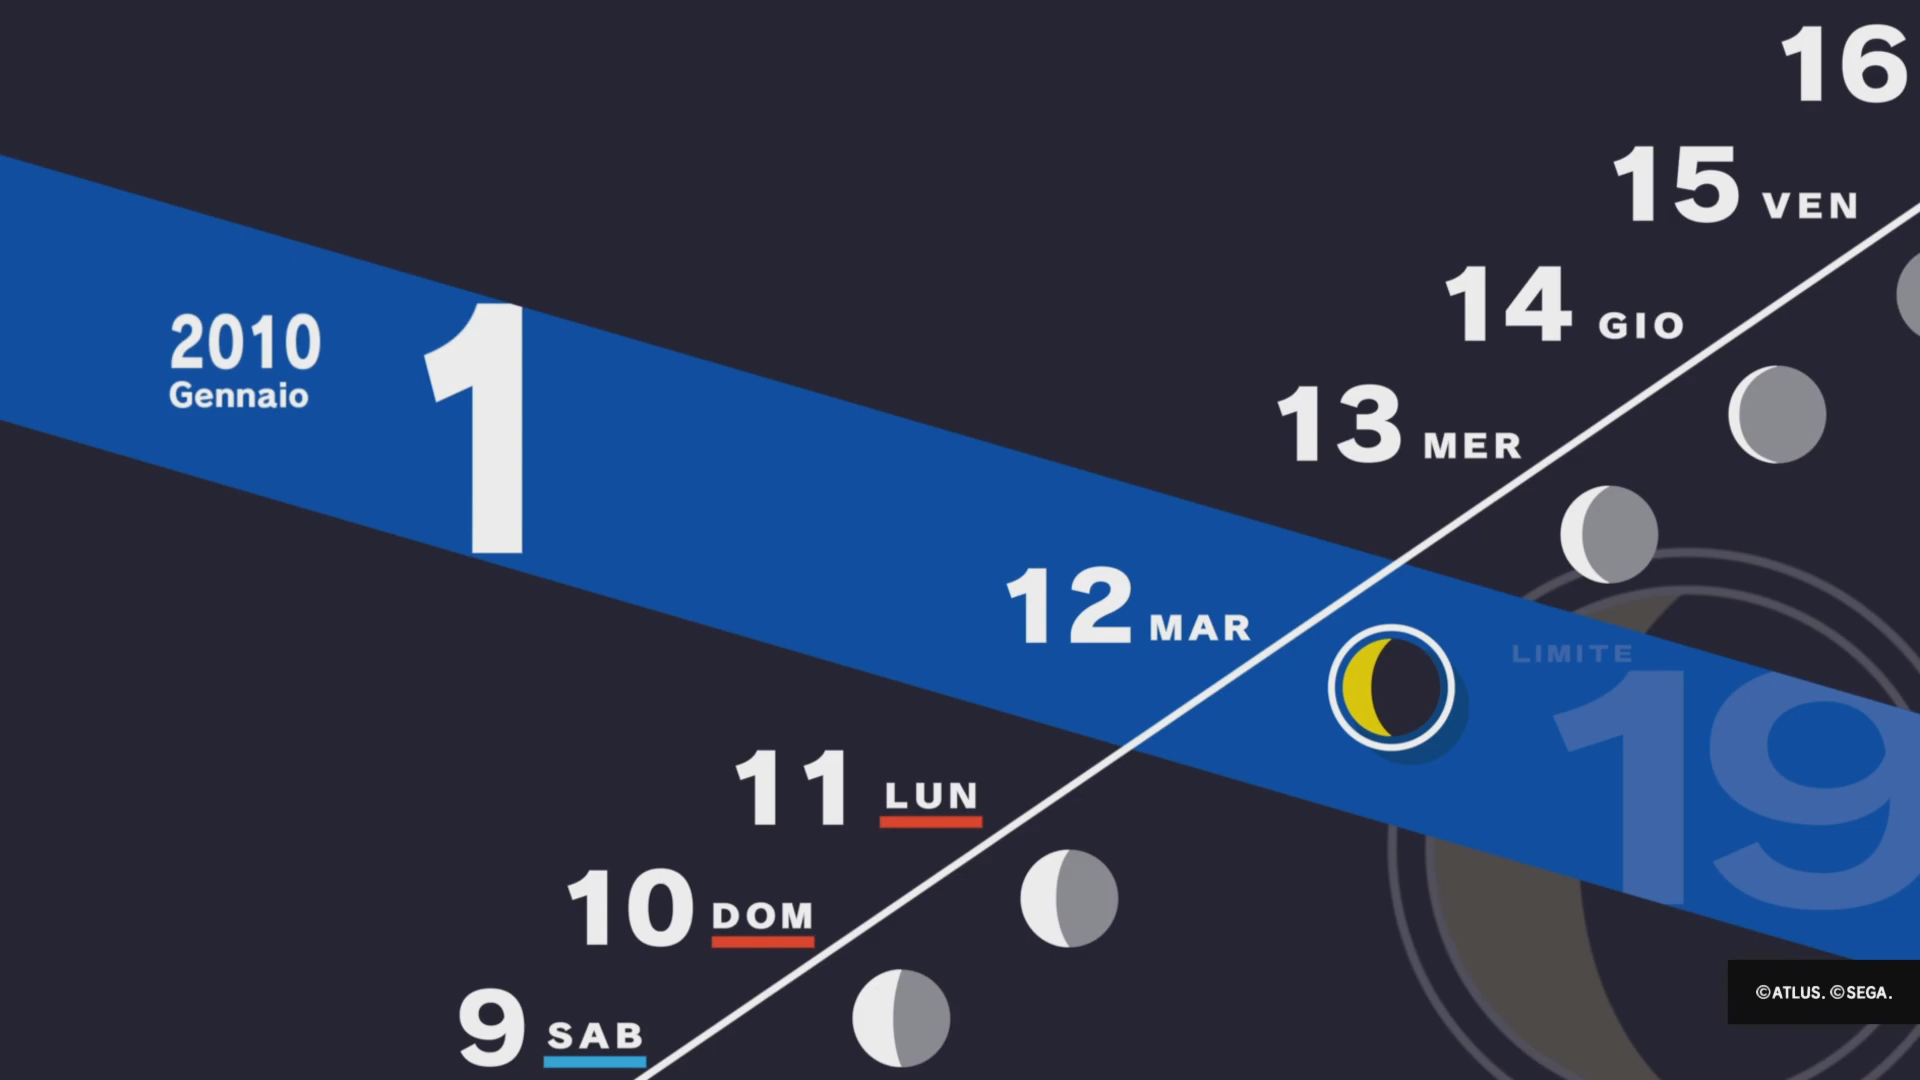 16
15 VEN
14 GIO
13 MER
2010
Gennaio
1
12 MAR
LIMITE
19
11 LUN
10 DOM
9 SAB
©ATLUS. ©SEGA.